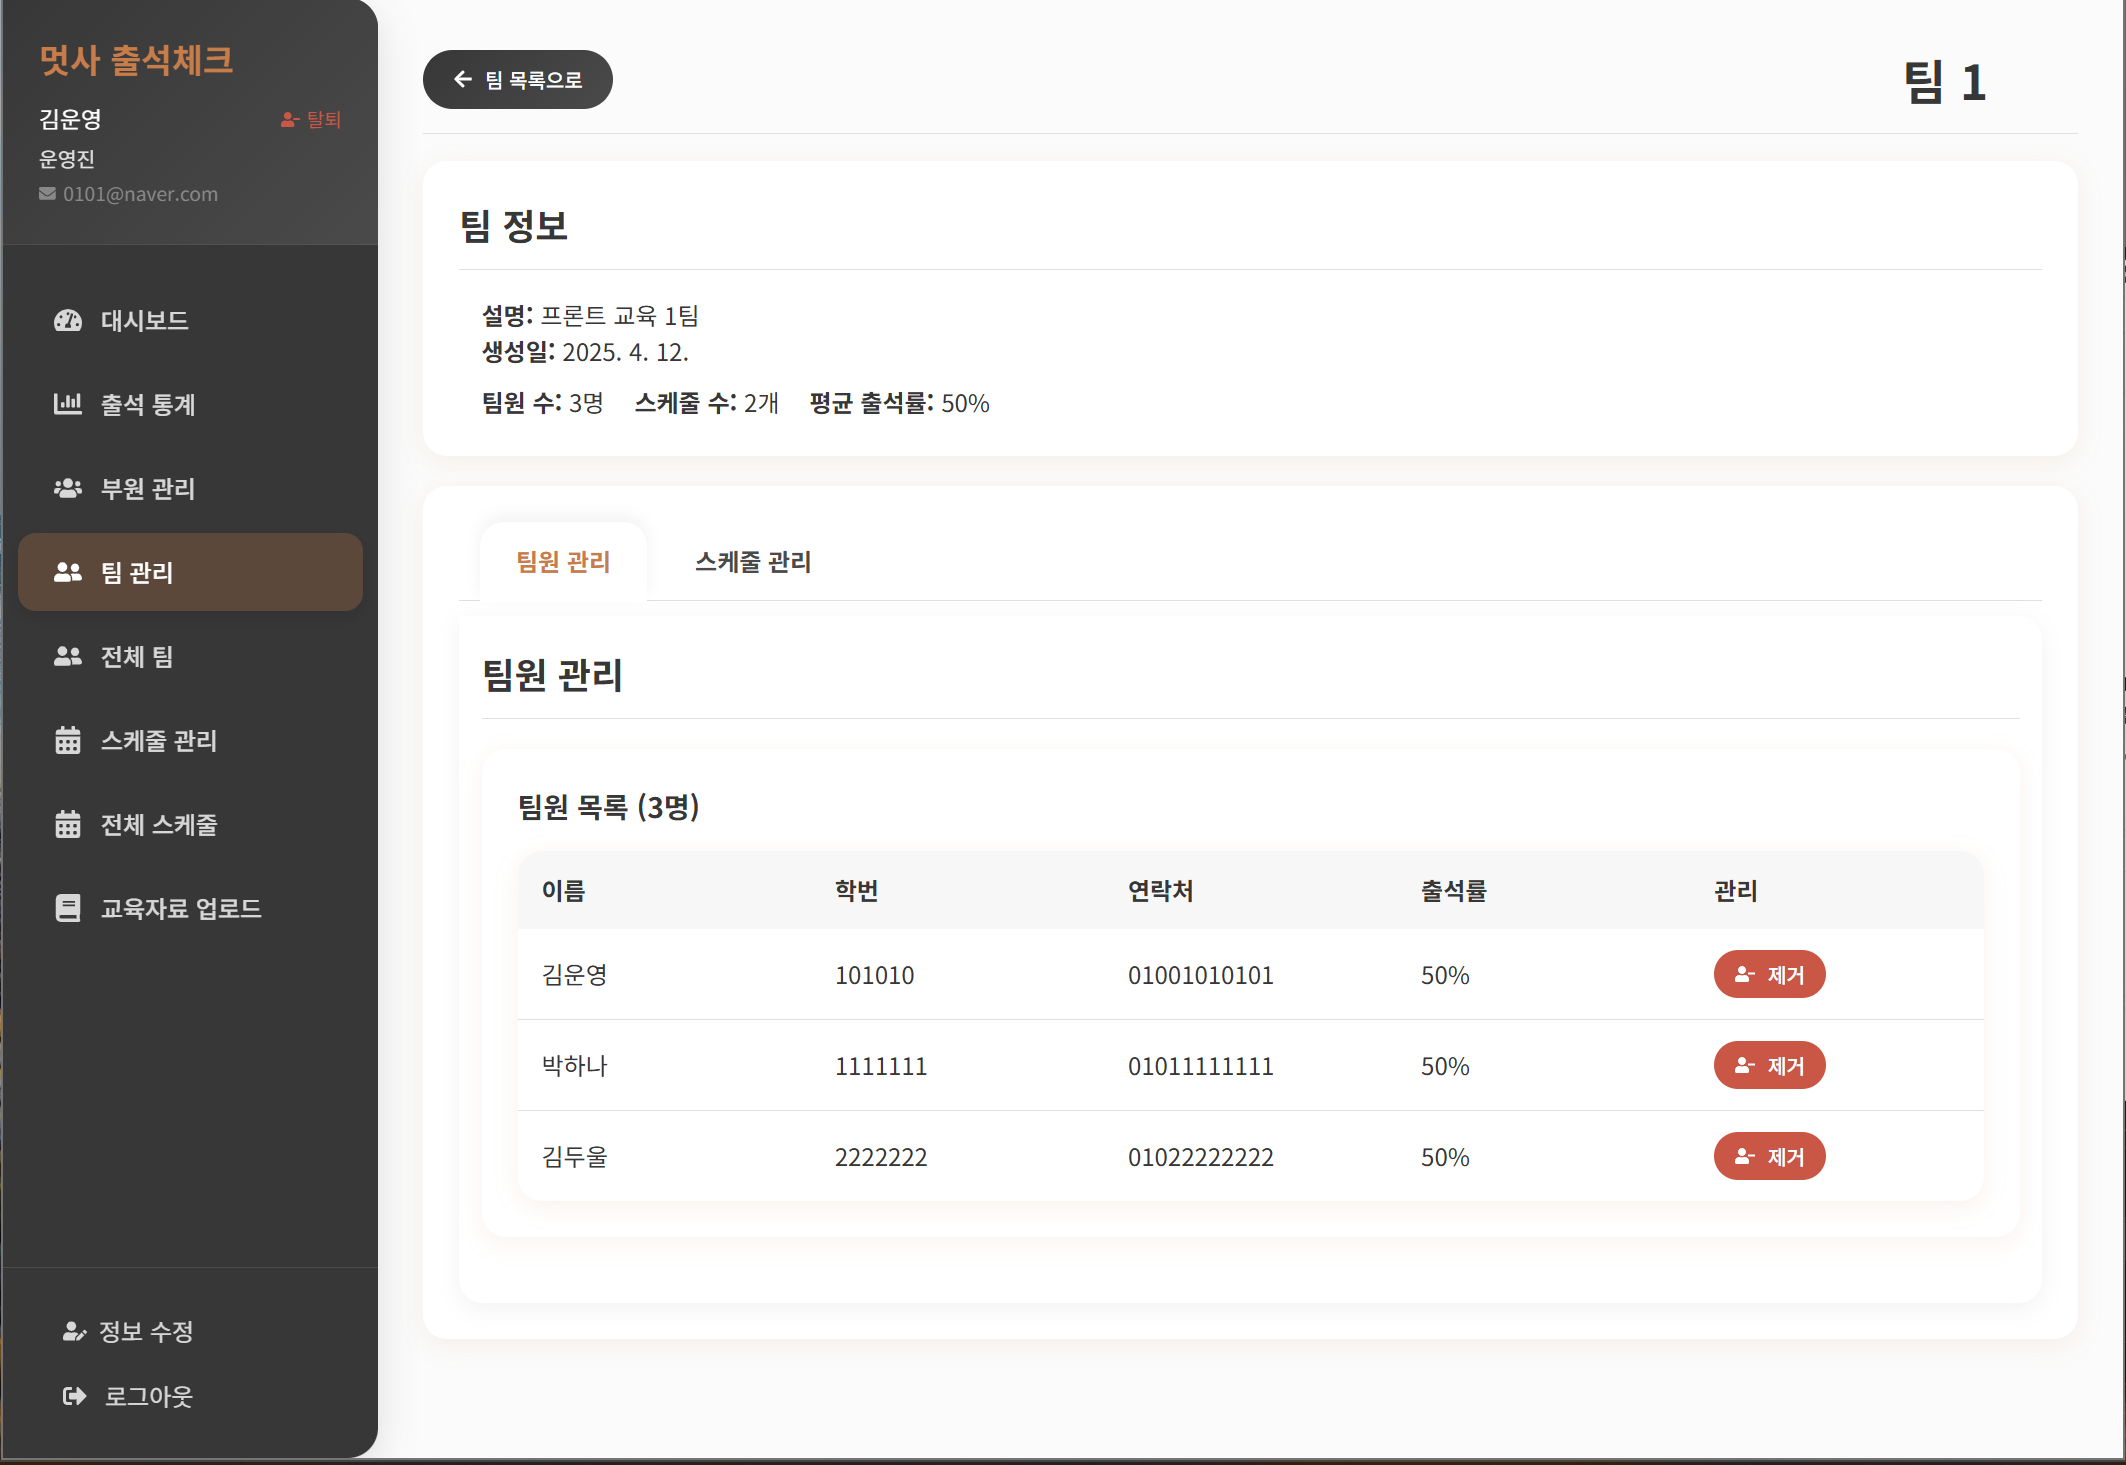 멋사 출석체크
김운영
탈퇴
운영진
0101@naver.com
대시보드
출석 통계
부원 관리
팀 관리
전체 팀
스케줄 관리
전체 스케줄
교육자료 업로드
정보 수정
로그아웃
팀 목록으로
팀 1
팀 정보
설명: 프론트 교육 1팀
생성일: 2025. 4. 12.
팀원 수: 3명 스케줄 수: 2개 평균 출석률: 50%
팀원 관리 스케줄 관리
팀원 관리
팀원 목록 (3명)
이름 학번 연락처 출석률 관리
김운영 101010 01001010101 50% 제거
박하나 1111111 01011111111 50% 제거
김두울 2222222 01022222222 50% 제거